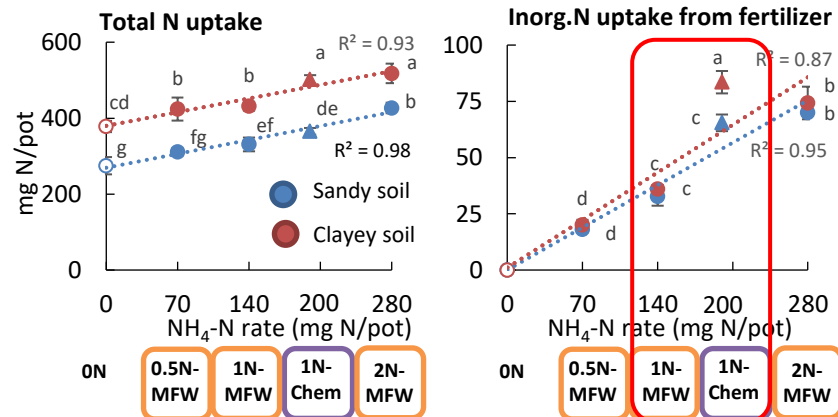 Total N uptake
600
400
200
0
mg N/pot
R² = 0.93
R² = 0.98
cd
b
b
a
a
g
fg
ef
de
b
Sandy soil
Clayey soil
0
70
140
200
280
NH₄-N rate (mg N/pot)
0N
0.5N-
MFW
1N-
MFW
1N-
Chem
2N-
MFW
Inorg.N uptake from fertilizer
100
75
50
25
0
R² = 0.87
R² = 0.95
a
c
b
b
c
c
d
d
0
70
140
200
280
NH₄-N rate (mg N/pot)
0N
0.5N-
MFW
1N-
MFW
1N-
Chem
2N-
MFW